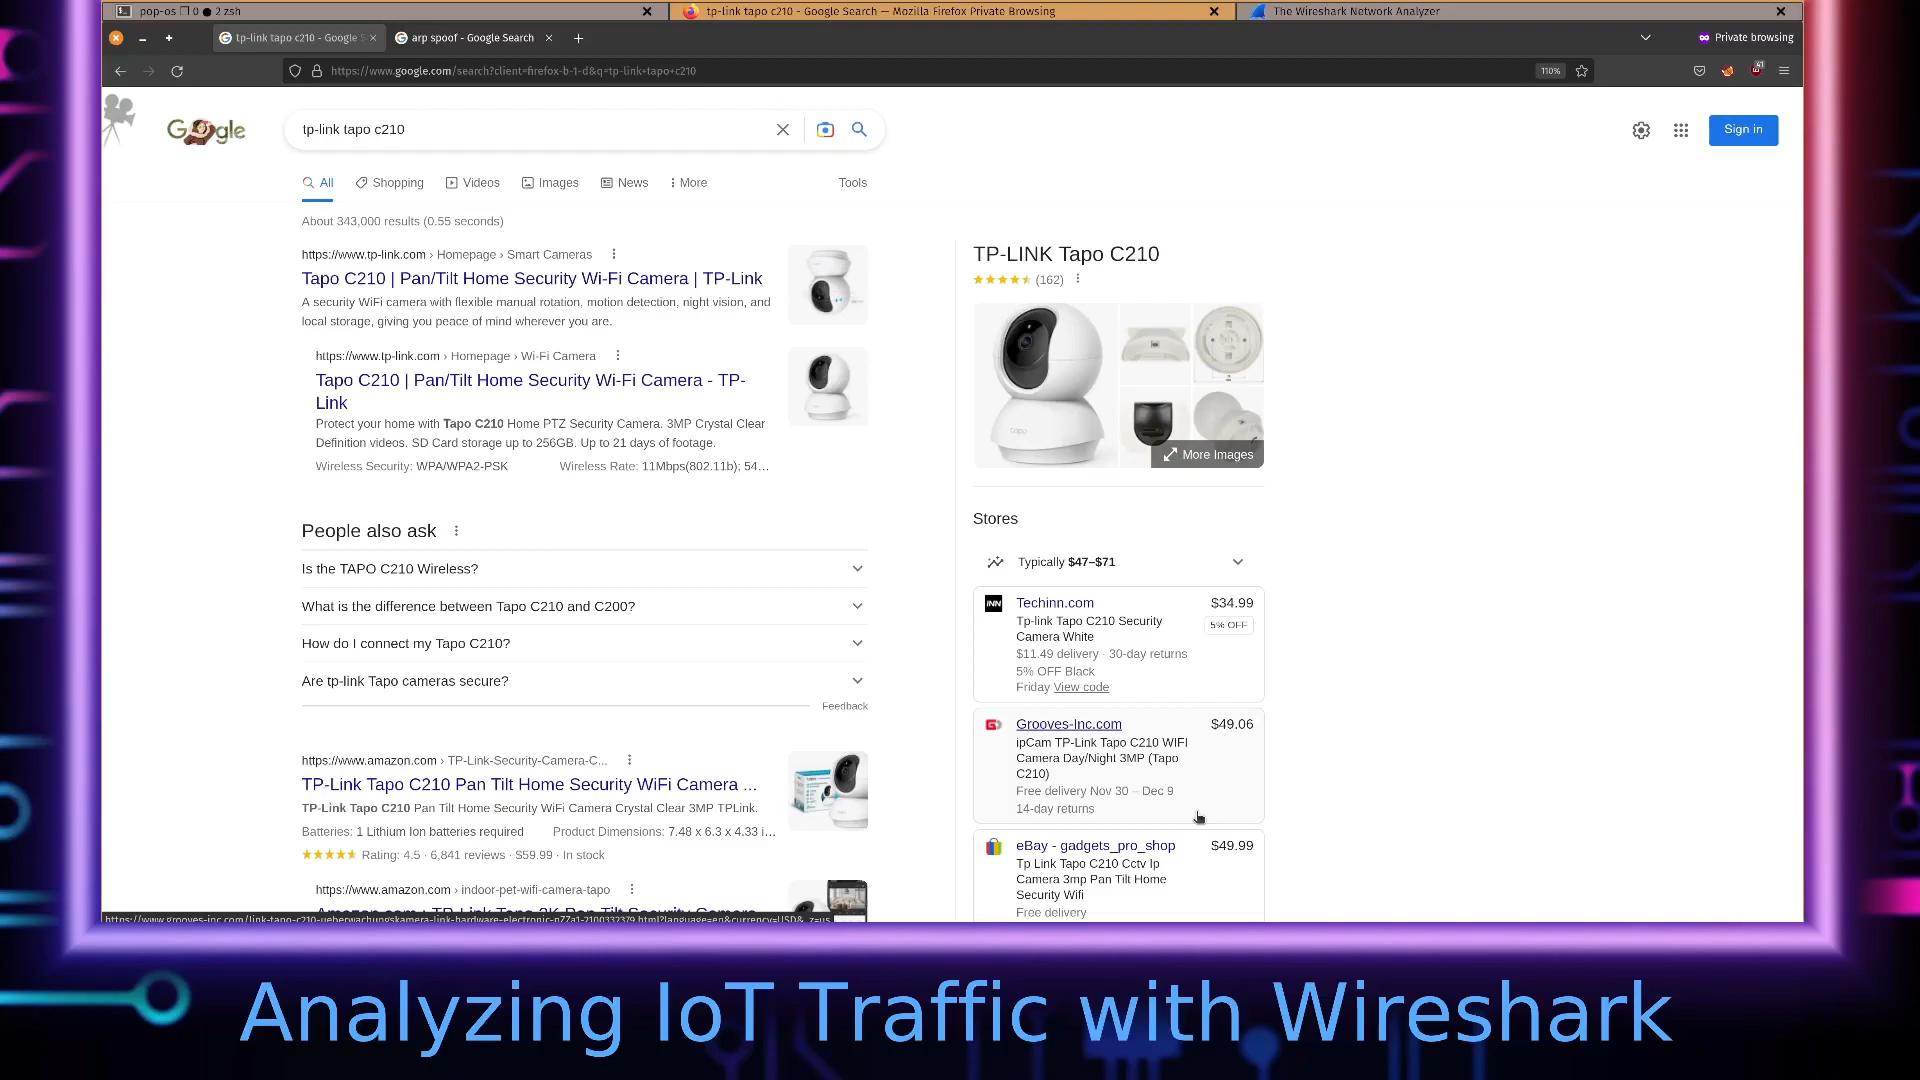 pop-os ❐ 0 ● 2 zsh
tp-link tapo c210 - Google Search — Mozilla Firefox Private Browsing
The Wireshark Network Analyzer
tp-link tapo c210 - Google S
arp spoof - Google Search
Private browsing
https://www.google.com/search?client=firefox-b-1-d&q=tp-link+tapo+c210
110%
41
Google
tp-link tapo c210
Sign in
All
Shopping
Videos
Images
News
More
Tools
About 343,000 results (0.55 seconds)
https://www.tp-link.com › Homepage › Smart Cameras
Tapo C210 | Pan/Tilt Home Security Wi-Fi Camera | TP-Link
A security WiFi camera with flexible manual rotation, motion detection, night vision, and
local storage, giving you peace of mind wherever you are.
https://www.tp-link.com › Homepage › Wi-Fi Camera
Tapo C210 | Pan/Tilt Home Security Wi-Fi Camera - TP-
Link
Protect your home with Tapo C210 Home PTZ Security Camera. 3MP Crystal Clear
Definition videos. SD Card storage up to 256GB. Up to 21 days of footage.
Wireless Security: WPA/WPA2-PSK
Wireless Rate: 11Mbps(802.11b); 54...
People also ask
Is the TAPO C210 Wireless?
What is the difference between Tapo C210 and C200?
How do I connect my Tapo C210?
Are tp-link Tapo cameras secure?
Feedback
https://www.amazon.com › TP-Link-Security-Camera-C...
TP-Link Tapo C210 Pan Tilt Home Security WiFi Camera ...
TP-Link Tapo C210 Pan Tilt Home Security WiFi Camera Crystal Clear 3MP TPLink.
Batteries: 1 Lithium Ion batteries required
Product Dimensions: 7.48 x 6.3 x 4.33 i...
Rating: 4.5 · 6,841 reviews · $59.99 · In stock
https://www.amazon.com › indoor-pet-wifi-camera-tapo
Amazon.com : TP-Link Tapo 2K Pan Tilt Security Camera
TP-LINK Tapo C210
(162)
tapo
More Images
Stores
Typically $47–$71
INN
Techinn.com
$34.99
Tp-link Tapo C210 Security
Camera White
5% OFF
$11.49 delivery · 30-day returns
5% OFF Black
Friday View code
Grooves-Inc.com
$49.06
ipCam TP-Link Tapo C210 WIFI
Camera Day/Night 3MP (Tapo
C210)
Free delivery Nov 30 – Dec 9
14-day returns
eBay - gadgets_pro_shop
$49.99
Tp Link Tapo C210 Cctv Ip
Camera 3mp Pan Tilt Home
Security Wifi
Free delivery
Analyzing IoT Traffic with Wireshark